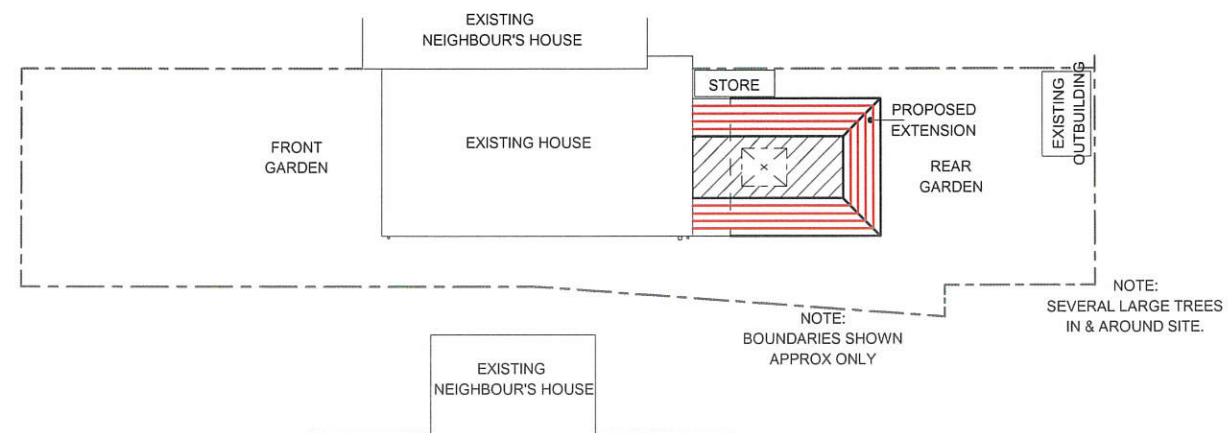 EXISTING
NEIGHBOUR'S HOUSE
STORE
EXISTING
OUTBUILDING
PROPOSED
EXTENSION
EXISTING HOUSE
FRONT
GARDEN
REAR
GARDEN
NOTE:
SEVERAL LARGE TREES
IN & AROUND SITE.
NOTE:
BOUNDARIES SHOWN
APPROX ONLY
EXISTING
NEIGHBOUR'S HOUSE